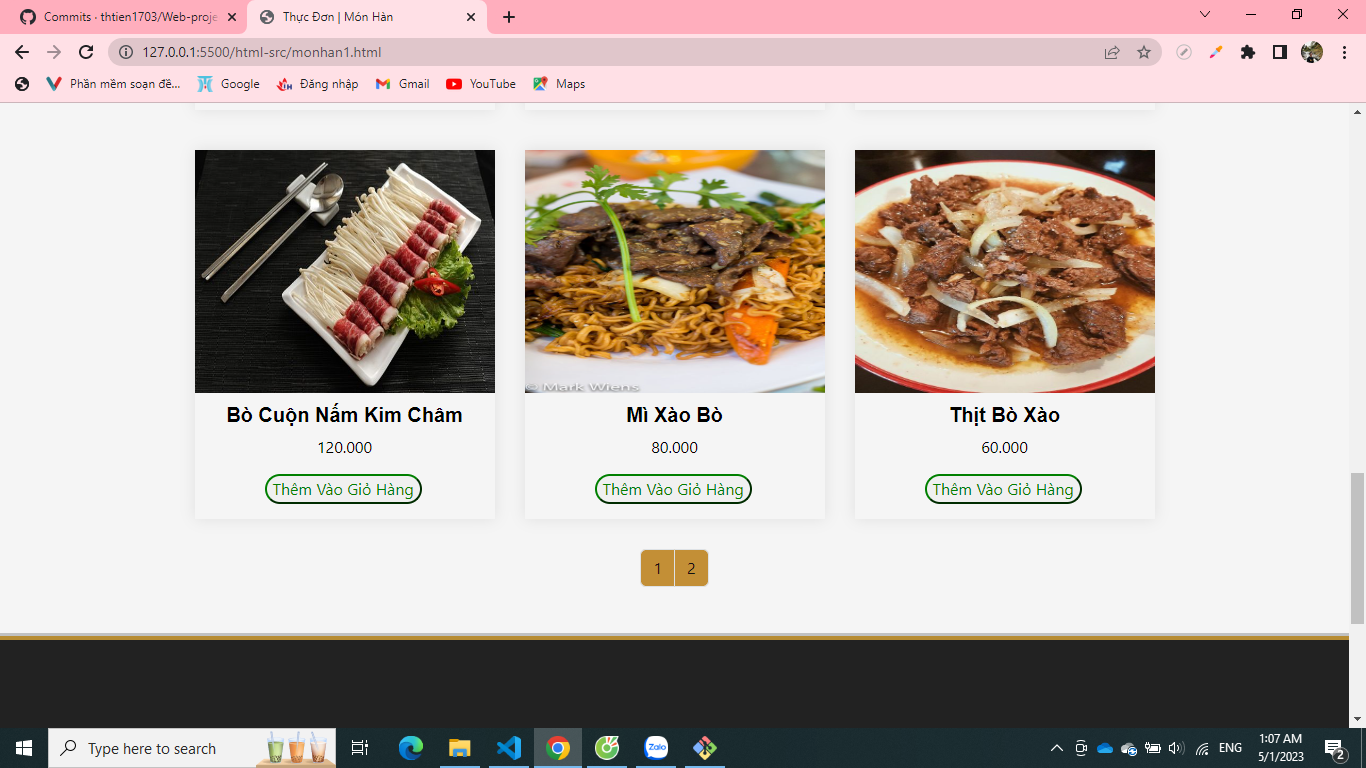 Commits · thtien1703/Web-proje
Thực Đơn | Món Hàn
127.0.0.1:5500/html-src/monhan1.html
Phần mềm soạn đề...
Google
Đăng nhập
Gmail
YouTube
Maps
© Mark Wiens
Bò Cuộn Nấm Kim Châm
Mì Xào Bò
Thịt Bò Xào
120.000
80.000
60.000
Thêm Vào Giỏ Hàng
Thêm Vào Giỏ Hàng
Thêm Vào Giỏ Hàng
1 2
Type here to search
Zalo
ENG
1:07 AM
5/1/2023
2